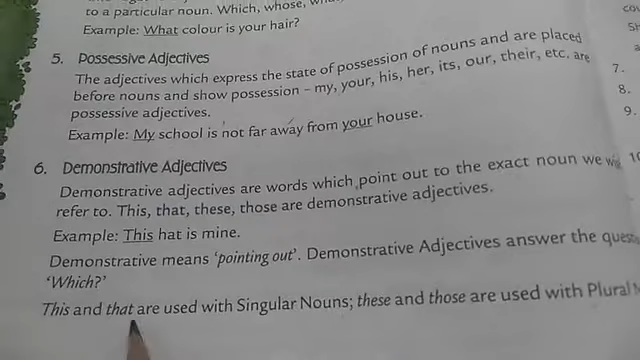 to a particular noun. Which, whose,
Example: What colour is your hair?
5. Possessive Adjectives
The adjectives which express the state of possession of nouns and are placed
before nouns and show possession – my, your, his, her, its, our, their, etc. are
possessive adjectives.
Example: My school is not far away from your house.
6. Demonstrative Adjectives
Demonstrative adjectives are words which point out to the exact noun we
refer to. This, that, these, those are demonstrative adjectives.
Example: This hat is mine.
Demonstrative means 'pointing out'. Demonstrative Adjectives answer the
'Which?'
This and that are used with Singular Nouns; these and those are used with Plural
7.
8.
9.
10